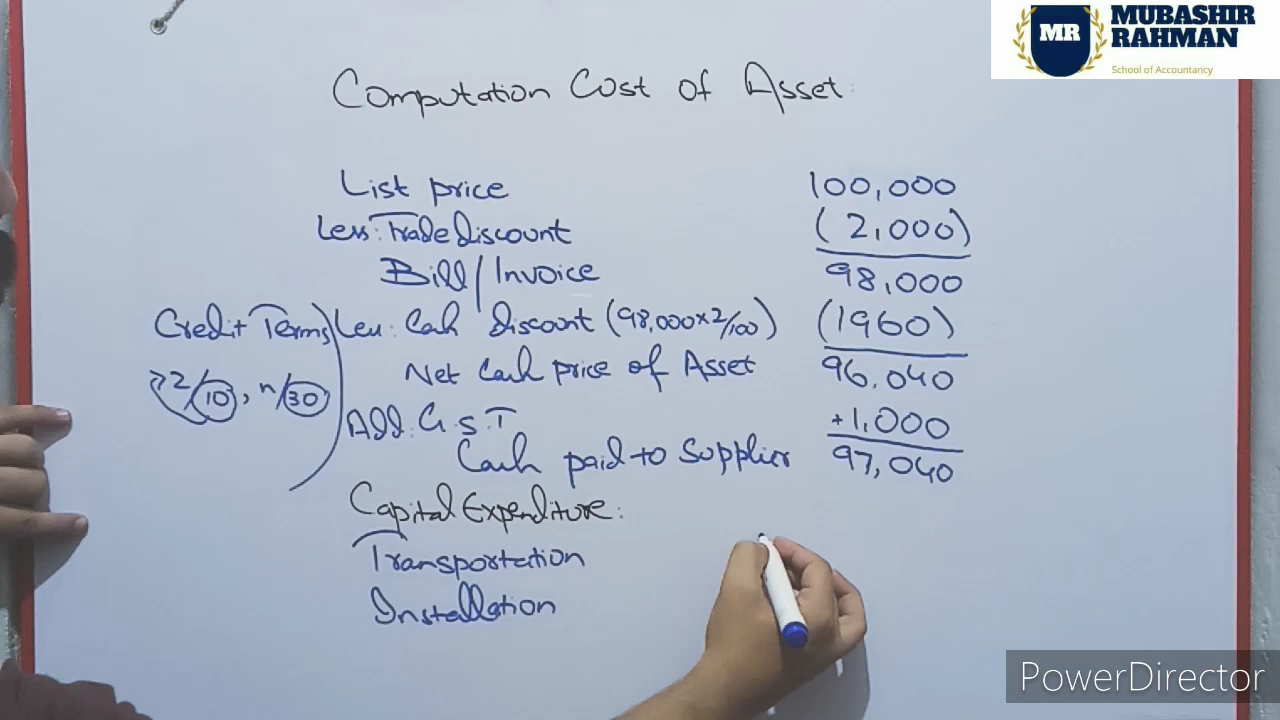 MR
MUBASHIR
RAHMAN
School of Accountancy
Computation Cost of Asset:
List price 100,000
Less: Trade discount (2,000)
Bill/Invoice 98,000
Credit Terms
2/10, n/30
Less: Cash discount (98,000×2/100) (1960)
Net Cash price of Asset 96,040
Add: G.S.T +1,000
Cash paid to Supplier 97,040
Capital Expenditure:
Transportation
Installation
PowerDirector